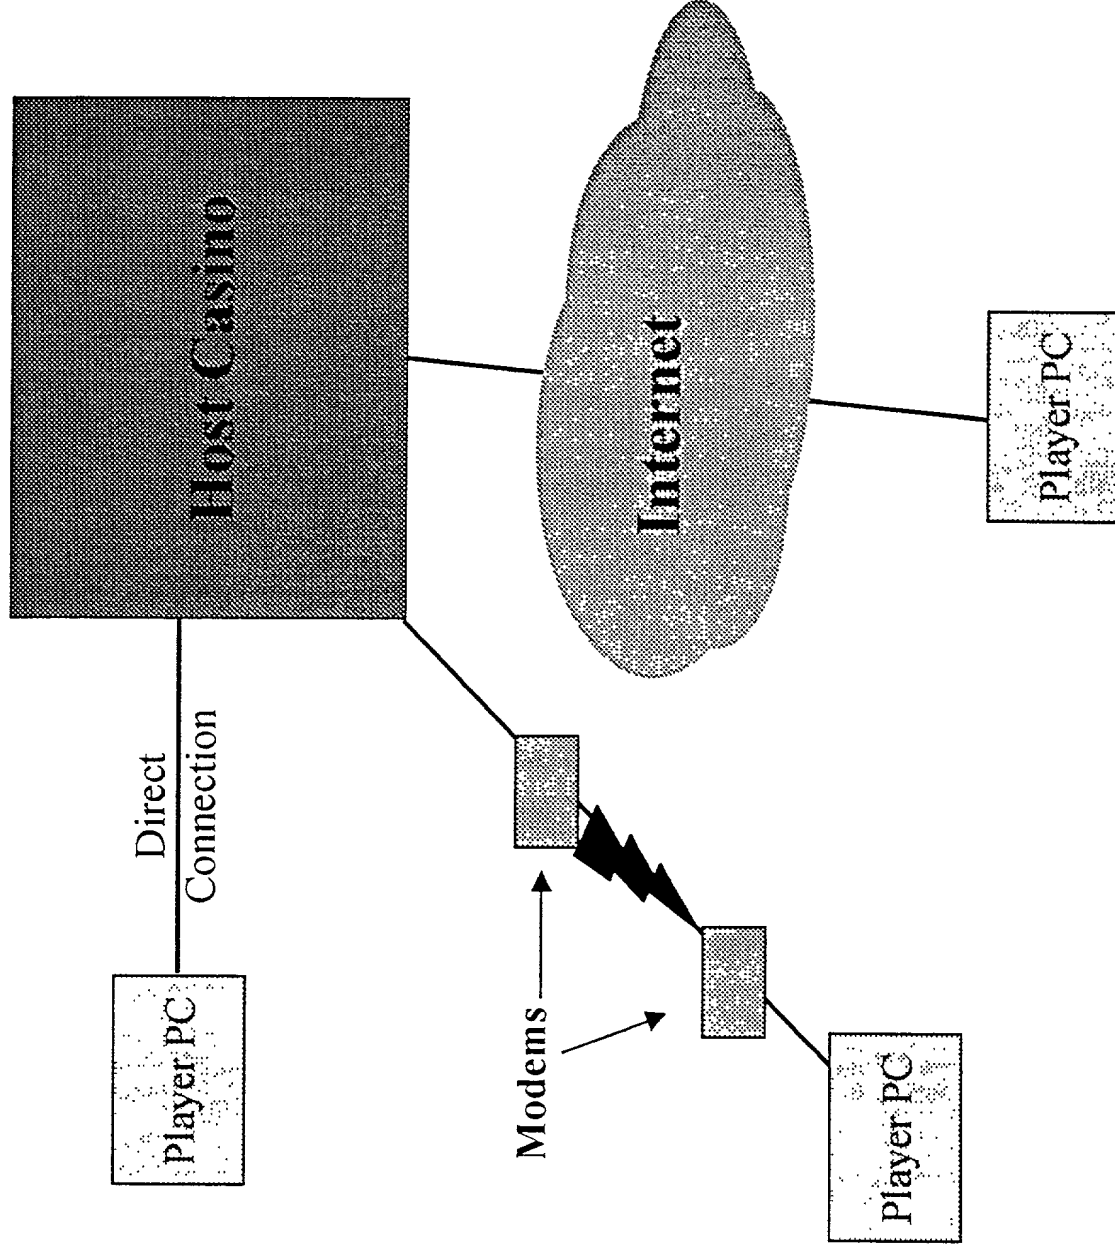 Host Casino
Direct
Connection
Player PC
Modems
Internet
Player PC
Player PC